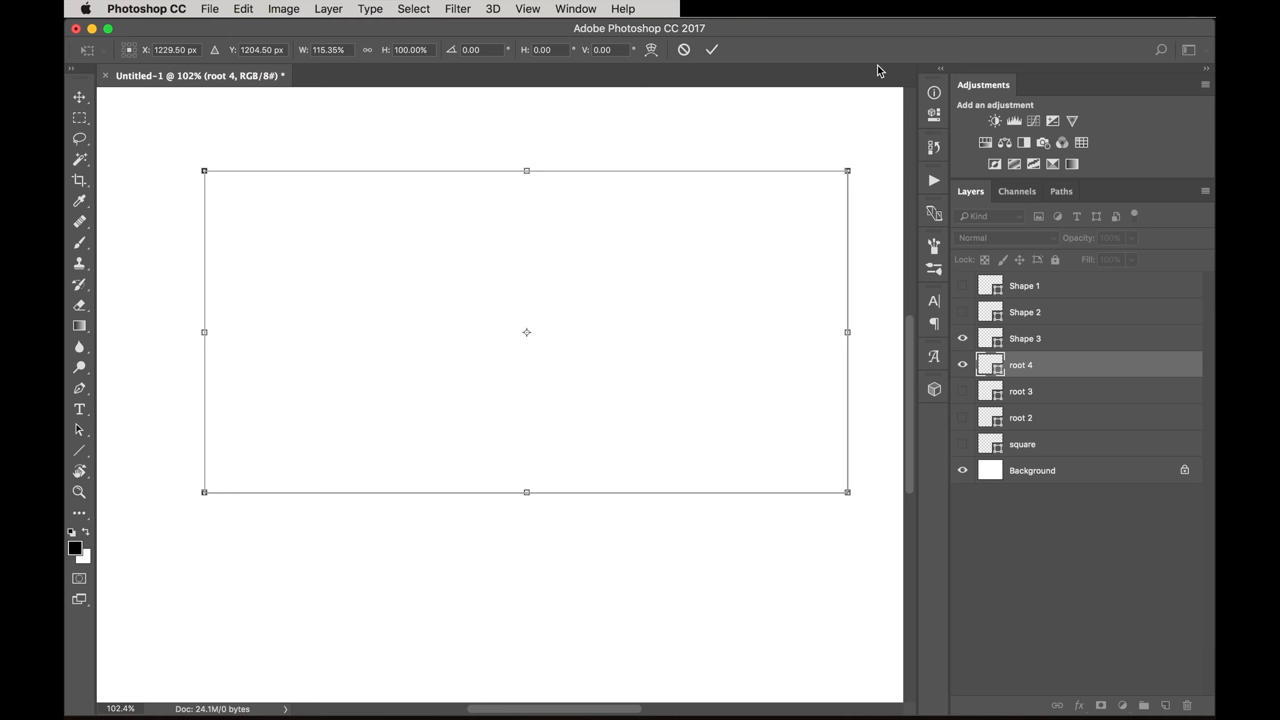 Photoshop CC File Edit Image Layer Type Select Filter 3D View Window Help
Adobe Photoshop CC 2017
X: 1229.50 px Y: 1204.50 px W: 115.35% H: 100.00% 0.00 ° H: 0.00 ° V: 0.00 °
Untitled-1 @ 102% (root 4, RGB/8#) *
Adjustments
Add an adjustment
Layers Channels Paths
Kind
Normal Opacity: 100%
Lock: Fill: 100%
Shape 1
Shape 2
Shape 3
root 4
root 3
root 2
square
Background
102.4% Doc: 24.1M/0 bytes